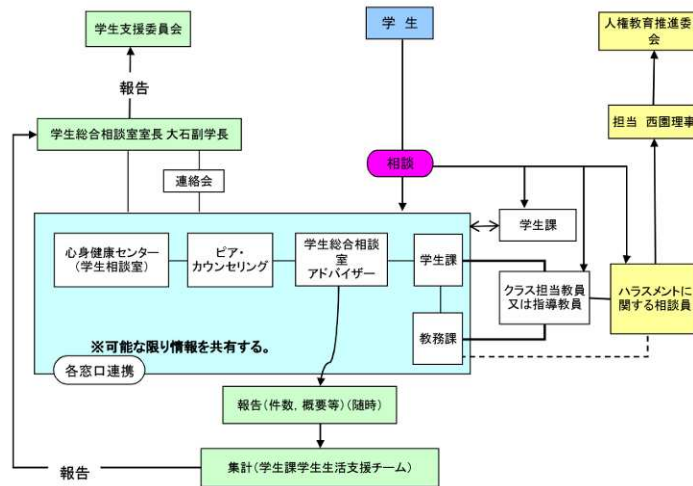 学生支援委員会
学 生
人権教育推進委
会
報告
担当 西園理事
学生総合相談室室長 大石副学長
相談
連絡会
学生課
心身健康センター
(学生相談室)
ピア・
カウンセリング
学生総合相談
室
アドバイザー
学生課
クラス担当教員
又は指導教員
ハラスメントに
関する相談員
教務課
※可能な限り情報を共有する。
各窓口連携
報告(件数, 概要等)(随時)
報告
集計(学生課学生生活支援チーム)